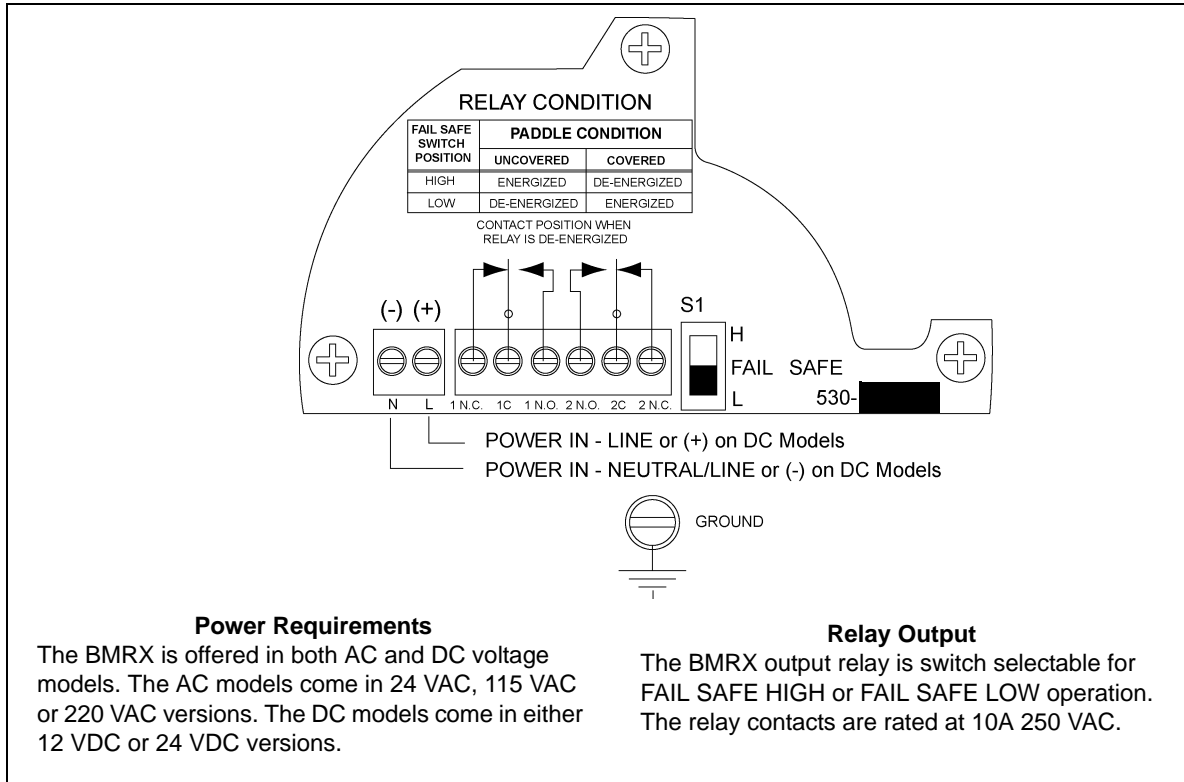 RELAY CONDITION
FAIL SAFE
SWITCH
POSITION
PADDLE CONDITION
UNCOVERED COVERED
HIGH ENERGIZED DE-ENERGIZED
LOW DE-ENERGIZED ENERGIZED
CONTACT POSITION WHEN
RELAY IS DE-ENERGIZED
(-) (+)
S1
H
FAIL SAFE
L
530-
N L 1 N.C. 1C 1 N.O. 2 N.O. 2C 2 N.C.
POWER IN - LINE or (+) on DC Models
POWER IN - NEUTRAL/LINE or (-) on DC Models
GROUND
Power Requirements
The BMRX is offered in both AC and DC voltage
models. The AC models come in 24 VAC, 115 VAC
or 220 VAC versions. The DC models come in either
12 VDC or 24 VDC versions.
Relay Output
The BMRX output relay is switch selectable for
FAIL SAFE HIGH or FAIL SAFE LOW operation.
The relay contacts are rated at 10A 250 VAC.